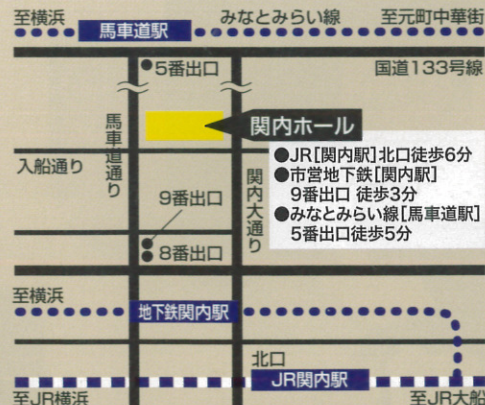 至横浜
馬車道駅
みなとみらい線
至元町中華街
5番出口
国道133号線
馬車道通り
関内ホール
●JR[関内駅]北口徒歩6分
●市営地下鉄[関内駅]
9番出口 徒歩3分
●みなとみらい線[馬車道駅]
5番出口徒歩5分
入船通り
関内大通り
9番出口
8番出口
至横浜
地下鉄関内駅
北口
JR関内駅
至JR横浜
至JR大船